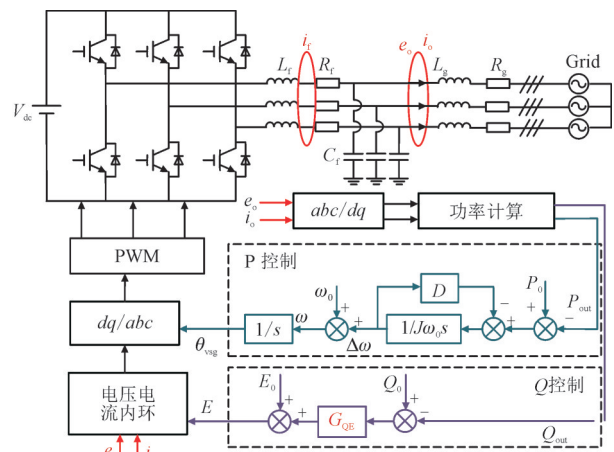 i_f
e_o i_o
L_f R_f
L_g R_g Grid
V_dc
C_f
e_o
i_o
abc/dq
功率计算
PWM
P 控制
ω_0
D
P_0
P_out
dq/abc
1/s
ω
1/Jω_0s
θ_vsg
Δω
+
+
−
+
+
−
电压电流内环
E_0
Q_0
Q控制
E
G_QE
Q_out
+
+
+
−